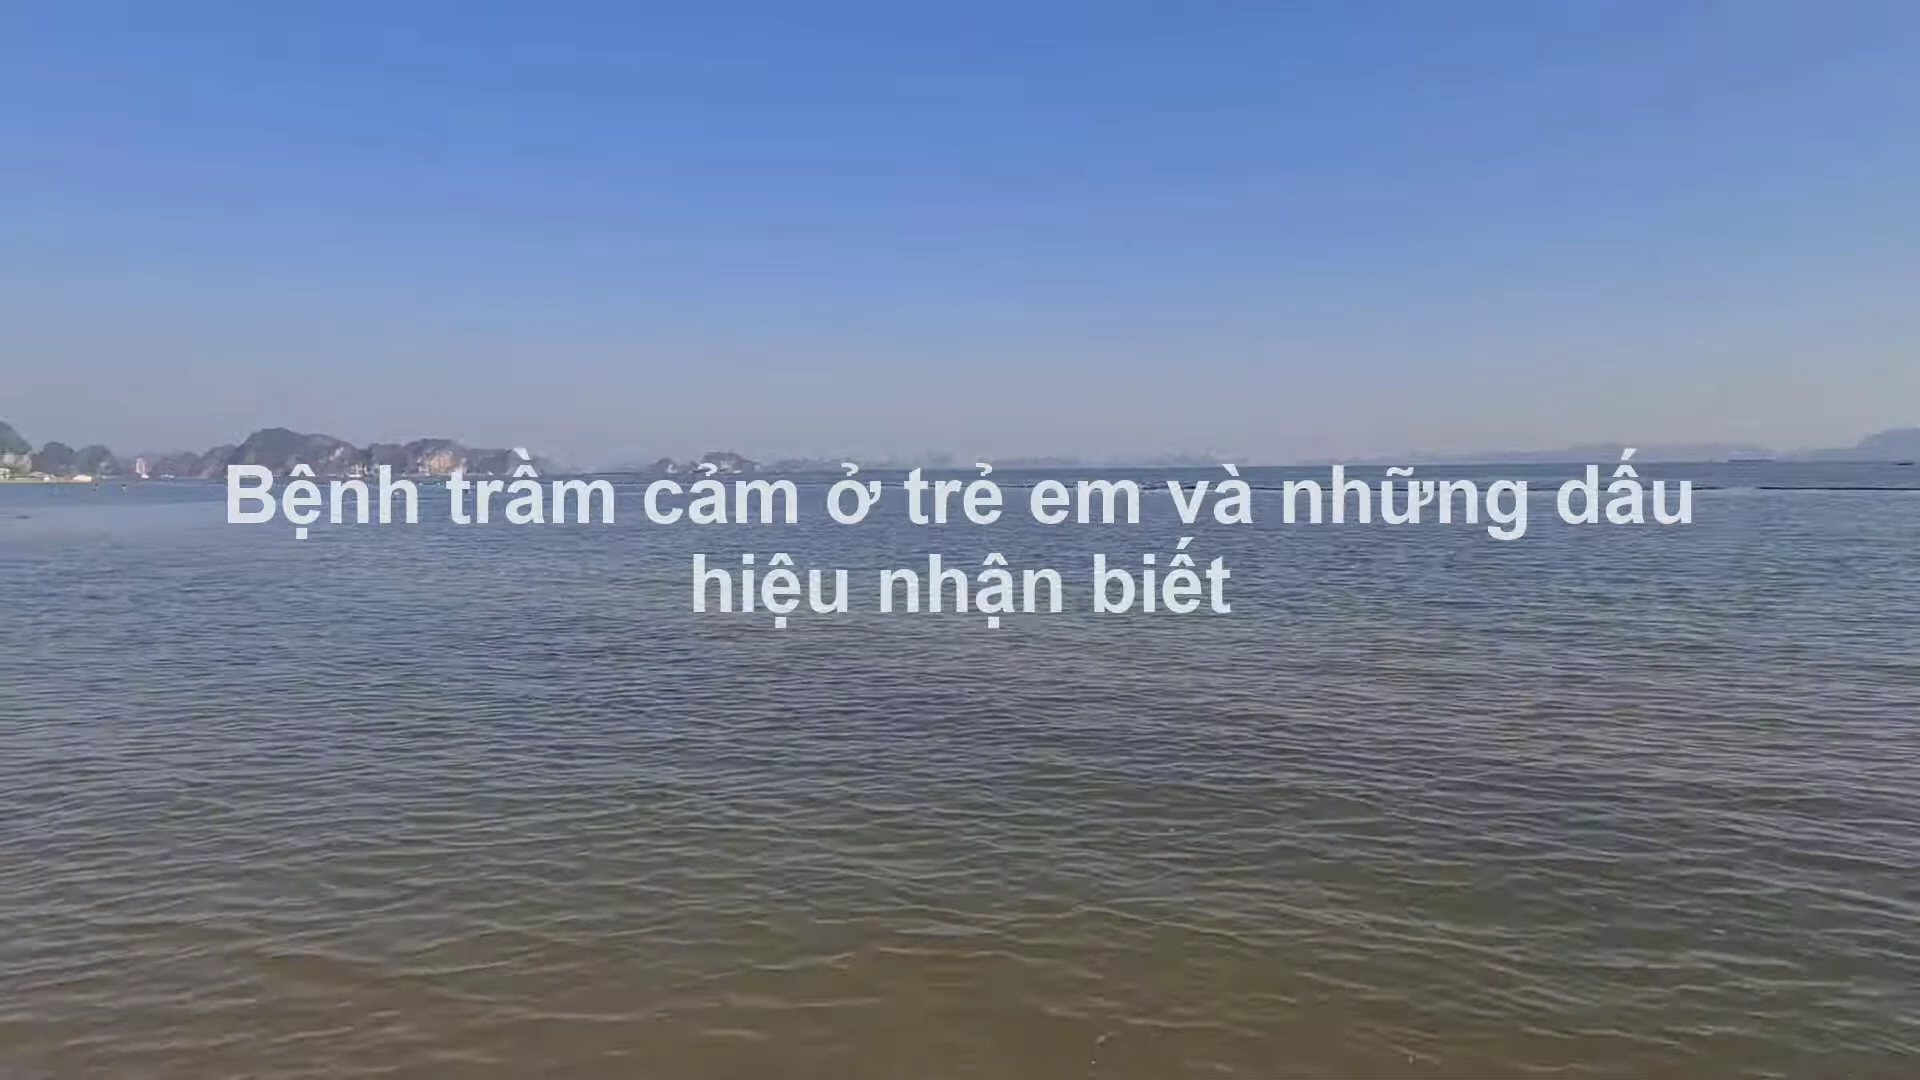 Bệnh trầm cảm ở trẻ em và những dấu
hiệu nhận biết